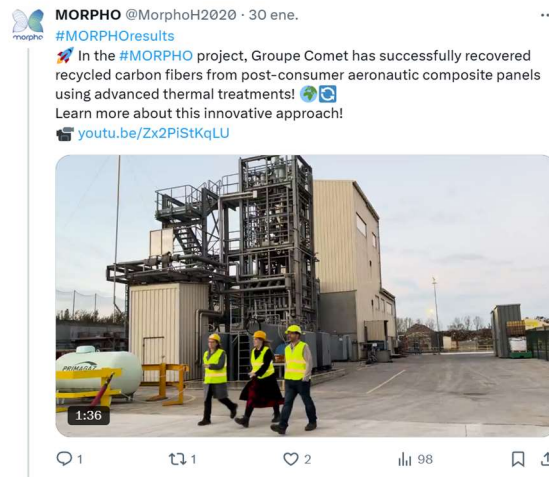 MORPHO @MorphoH2020 · 30 ene.
morpho
#MORPHOresults
🚀 In the #MORPHO project, Groupe Comet has successfully recovered
recycled carbon fibers from post-consumer aeronautic composite panels
using advanced thermal treatments! 🌍🔄
Learn more about this innovative approach!
📹 youtu.be/Zx2PiStKqLU
PRIMAGAZ
1:36
1 1 2 98